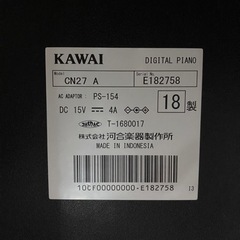 KAWAI
DIGITAL PIANO
Model
CN27 A
Serial No.
E182758
AC ADAPTOR : PS-154
DC 15V 4A
18 製
T-1680017
株式会社 河合楽器製作所
MADE IN INDONESIA
10CF00000000-E182758
13